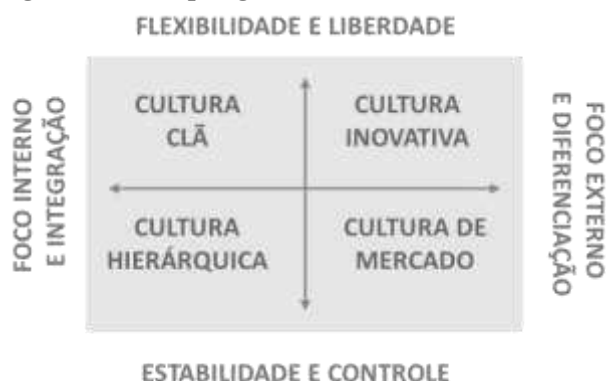 FLEXIBILIDADE E LIBERDADE
FOCO INTERNO
E INTEGRAÇÃO
CULTURA
CLÃ
CULTURA
INOVATIVA
CULTURA
HIERÁRQUICA
CULTURA DE
MERCADO
FOCO EXTERNO
E DIFERENCIAÇÃO
ESTABILIDADE E CONTROLE